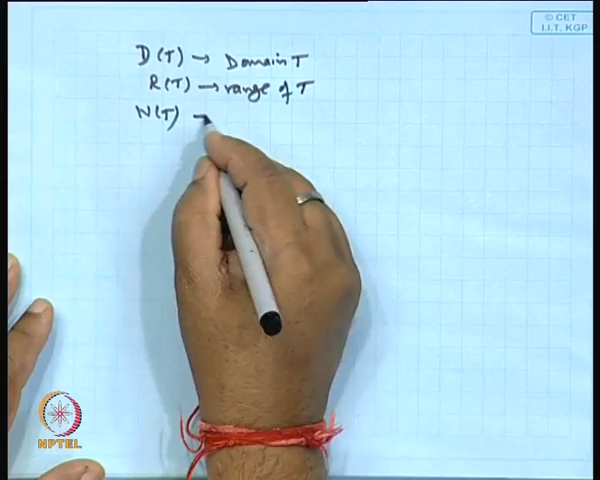 © CET
I.I.T. KGP
D(T) → Domain T
R(T) → range of T
N(T) →
NPTEL